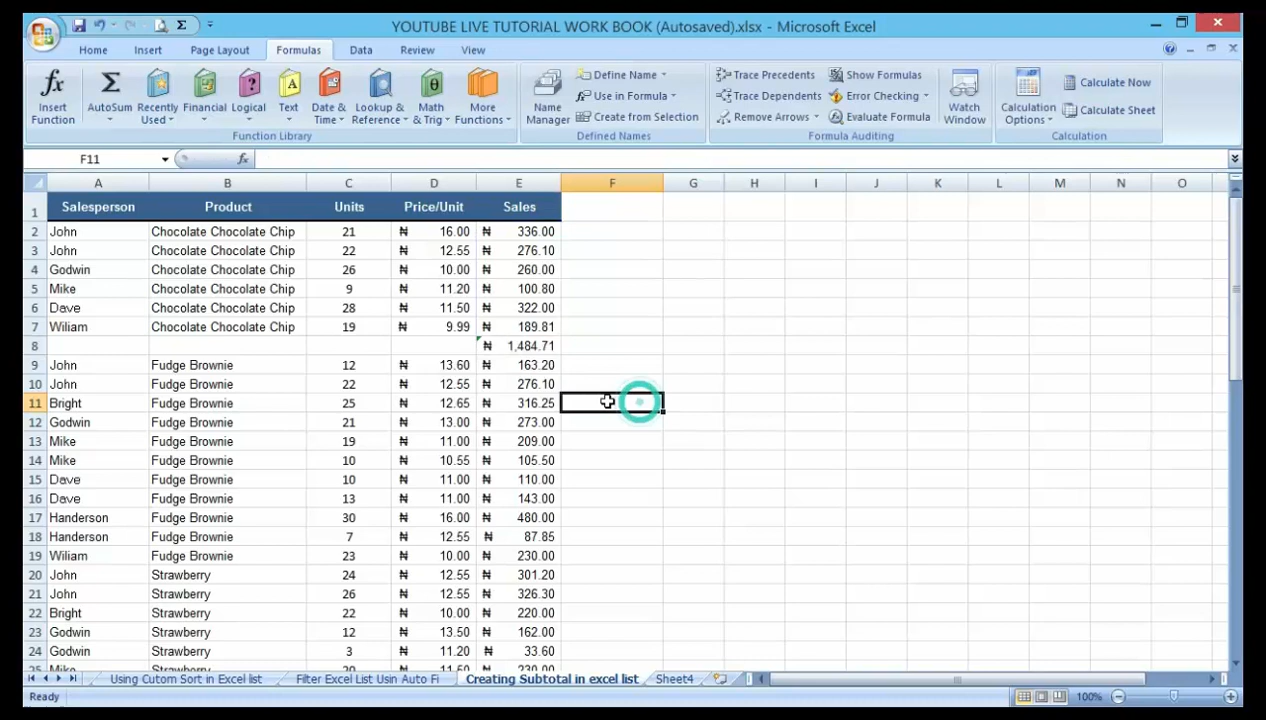 YOUTUBE LIVE TUTORIAL WORK BOOK (Autosaved).xlsx - Microsoft Excel
Home Insert Page Layout Formulas Data Review View
fx Σ θ
Insert Function AutoSum Recently Used Financial Logical Text Date & Time Lookup & Reference Math & Trig More Functions
Function Library
Name Manager Define Name Use in Formula Create from Selection
Defined Names
Trace Precedents Trace Dependents Remove Arrows Show Formulas Error Checking Evaluate Formula Watch Window
Formula Auditing
Calculation Options Calculate Now Calculate Sheet
Calculation
F11 fx
A B C D E F G H I J K L M N O
1 Salesperson Product Units Price/Unit Sales
2 John Chocolate Chocolate Chip 21 ₦ 16.00 ₦ 336.00
3 John Chocolate Chocolate Chip 22 ₦ 12.55 ₦ 276.10
4 Godwin Chocolate Chocolate Chip 26 ₦ 10.00 ₦ 260.00
5 Mike Chocolate Chocolate Chip 9 ₦ 11.20 ₦ 100.80
6 Dave Chocolate Chocolate Chip 28 ₦ 11.50 ₦ 322.00
7 Wiliam Chocolate Chocolate Chip 19 ₦ 9.99 ₦ 189.81
8 ₦ 1,484.71
9 John Fudge Brownie 12 ₦ 13.60 ₦ 163.20
10 John Fudge Brownie 22 ₦ 12.55 ₦ 276.10
11 Bright Fudge Brownie 25 ₦ 12.65 ₦ 316.25
12 Godwin Fudge Brownie 21 ₦ 13.00 ₦ 273.00
13 Mike Fudge Brownie 19 ₦ 11.00 ₦ 209.00
14 Mike Fudge Brownie 10 ₦ 10.55 ₦ 105.50
15 Dave Fudge Brownie 10 ₦ 11.00 ₦ 110.00
16 Dave Fudge Brownie 13 ₦ 11.00 ₦ 143.00
17 Handerson Fudge Brownie 30 ₦ 16.00 ₦ 480.00
18 Handerson Fudge Brownie 7 ₦ 12.55 ₦ 87.85
19 Wiliam Fudge Brownie 23 ₦ 10.00 ₦ 230.00
20 John Strawberry 24 ₦ 12.55 ₦ 301.20
21 John Strawberry 26 ₦ 12.55 ₦ 326.30
22 Bright Strawberry 22 ₦ 10.00 ₦ 220.00
23 Godwin Strawberry 12 ₦ 13.50 ₦ 162.00
24 Godwin Strawberry 3 ₦ 11.20 ₦ 33.60
25 Mike Strawberry 20 ₦ 11.50 ₦ 230.00
Using Cutom Sort in Excel list Filter Excel List Usin Auto Fi Creating Subtotal in excel list Sheet4
Ready 100%